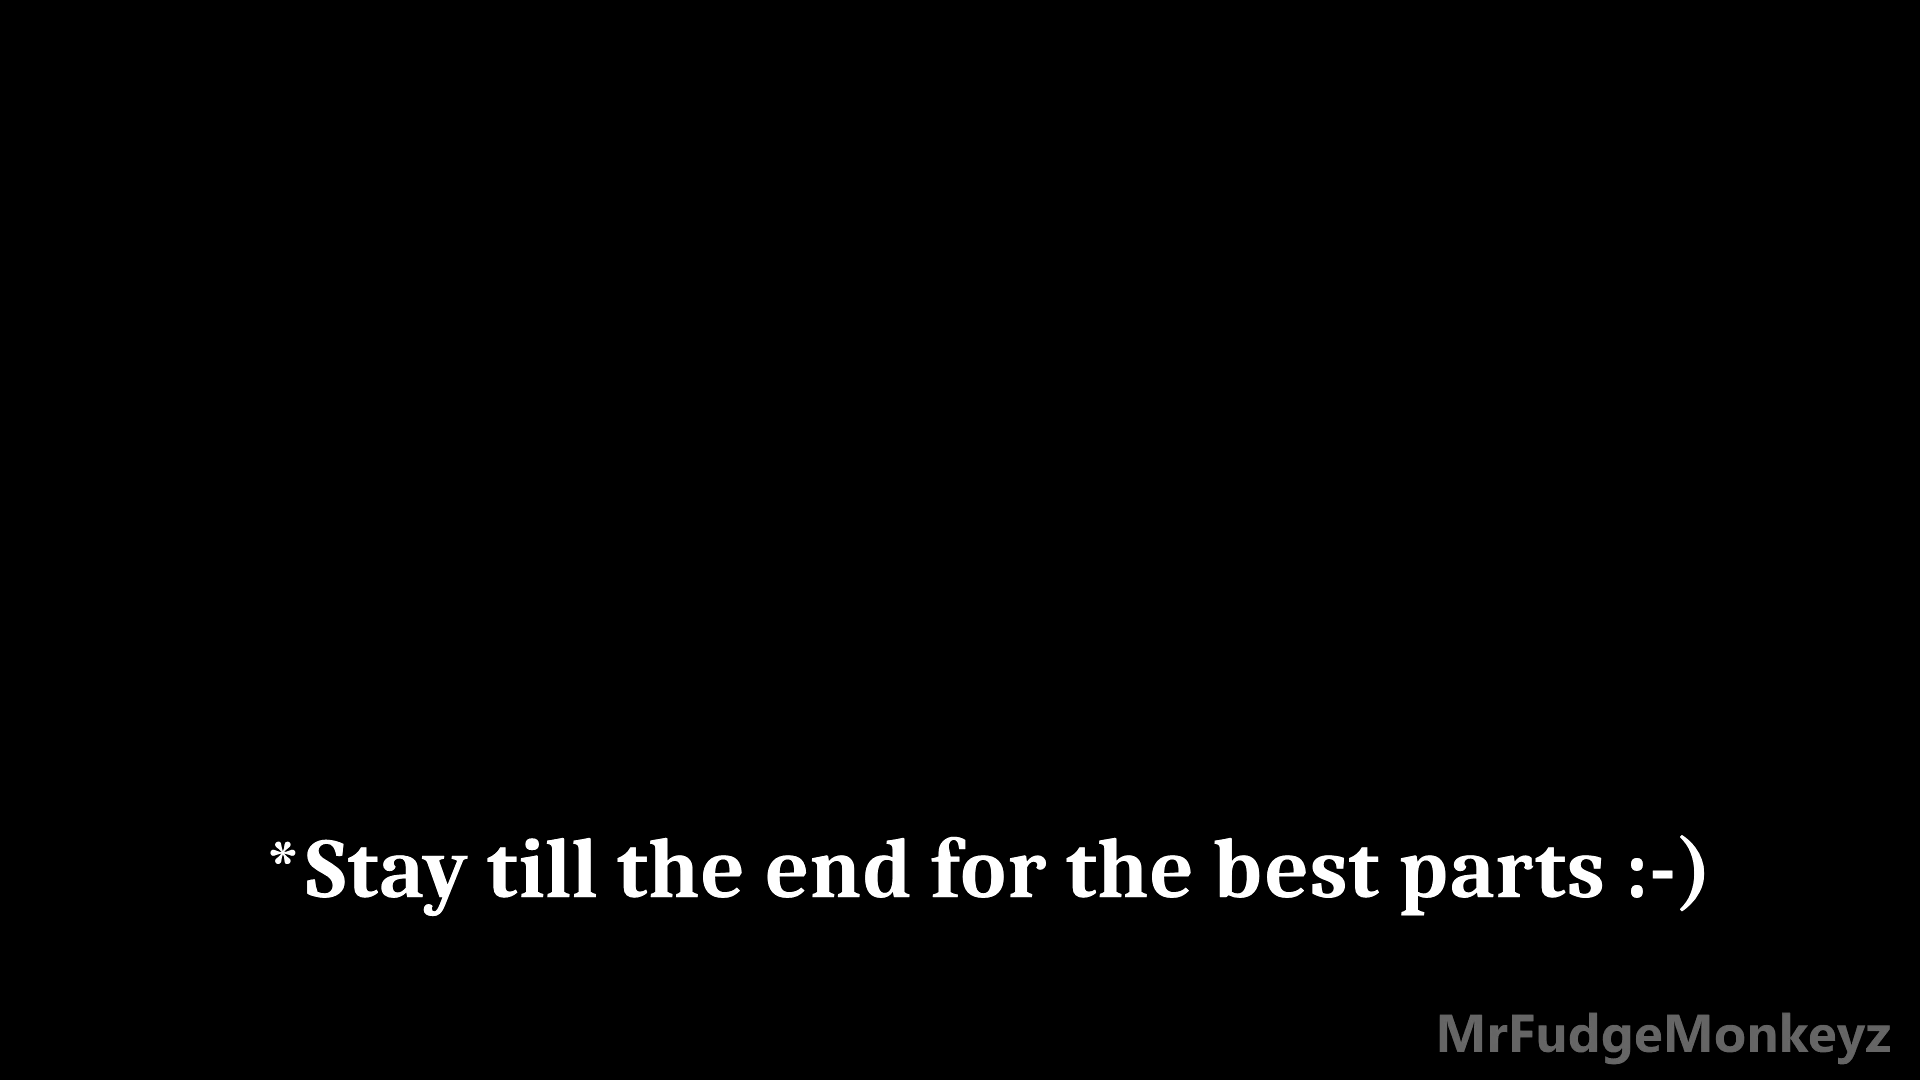 *Stay till the end for the best parts :-)
MrFudgeMonkeyz